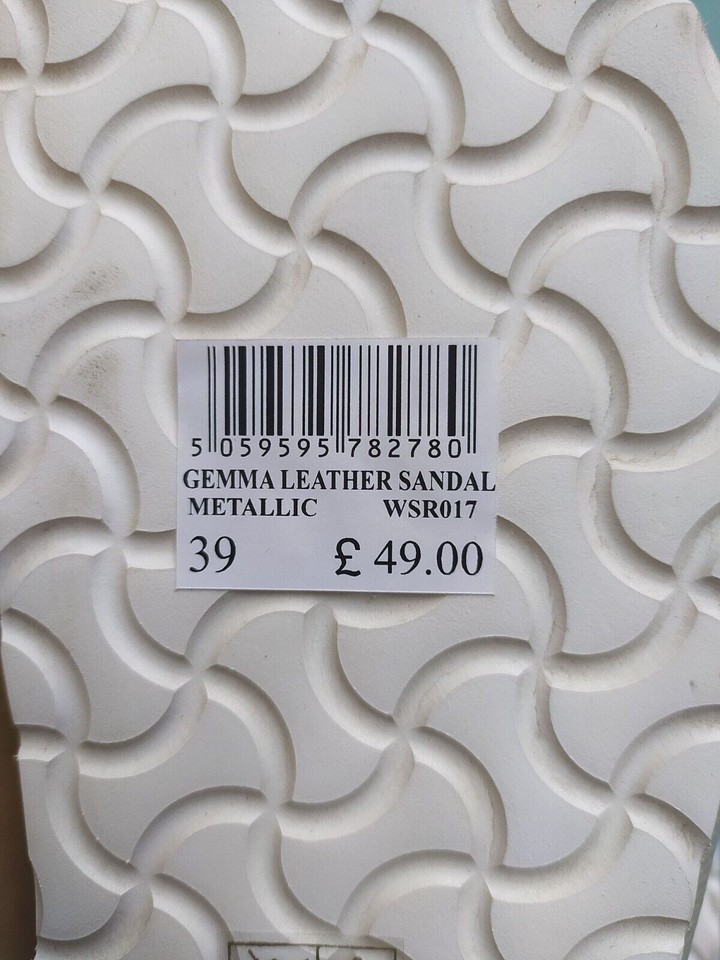 5 059595 782780
GEMMA LEATHER SANDAL
METALLIC WSR017
39 £ 49.00